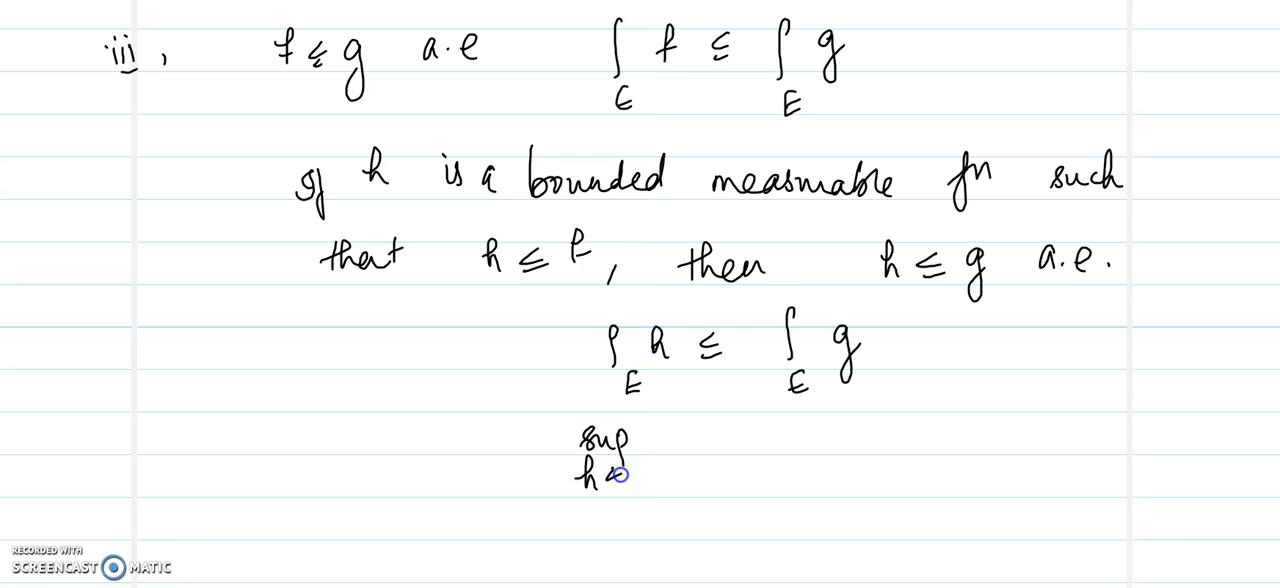 iii, f ≤ g a.e ∫_E f ≤ ∫_E g
If h is a bounded measurable fn such
that h ≤ f, then h ≤ g a.e.
∫_E h ≤ ∫_E g
sup
h ≤
RECORDED WITH
SCREENCAST MATIC